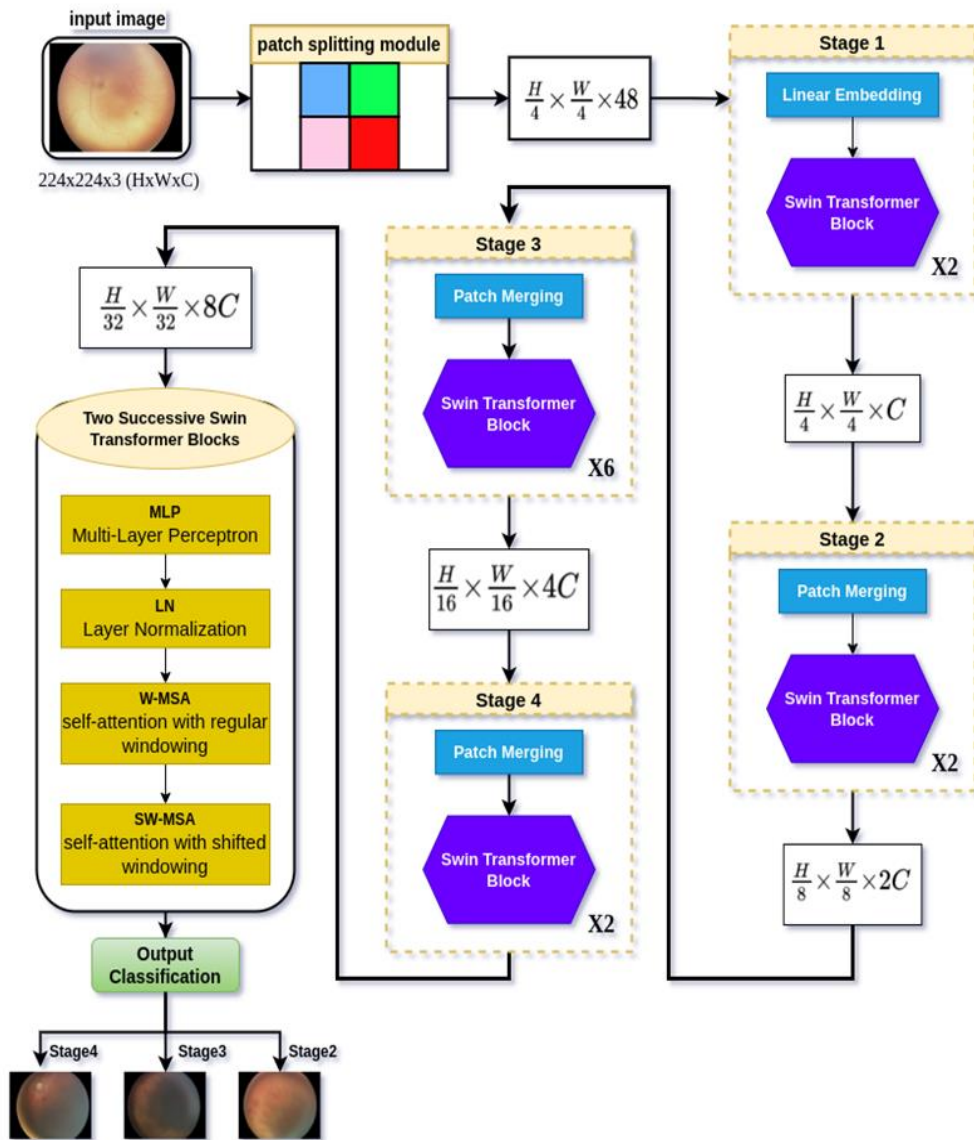 input image
224x224x3 (HxWxC)
patch splitting module
H/4 × W/4 × 48
Stage 1
Linear Embedding
Swin Transformer
Block
X2
H/4 × W/4 × C
Stage 2
Patch Merging
Swin Transformer
Block
X2
H/8 × W/8 × 2C
Stage 3
Patch Merging
Swin Transformer
Block
X6
H/16 × W/16 × 4C
Stage 4
Patch Merging
Swin Transformer
Block
X2
H/32 × W/32 × 8C
Two Successive Swin
Transformer Blocks
MLP
Multi-Layer Perceptron
LN
Layer Normalization
W-MSA
self-attention with regular
windowing
SW-MSA
self-attention with shifted
windowing
Output
Classification
Stage4
Stage3
Stage2